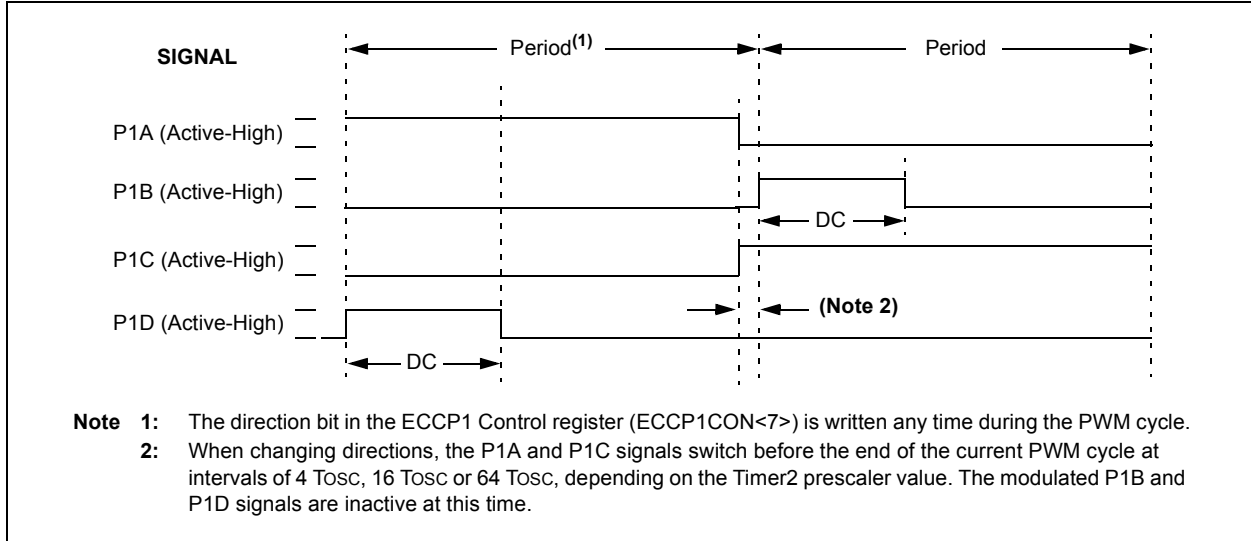 SIGNAL
Period(1)
Period
P1A (Active-High)
P1B (Active-High)
DC
P1C (Active-High)
(Note 2)
P1D (Active-High)
DC
Note 1: The direction bit in the ECCP1 Control register (ECCP1CON<7>) is written any time during the PWM cycle.
2: When changing directions, the P1A and P1C signals switch before the end of the current PWM cycle at
intervals of 4 TOSC, 16 TOSC or 64 TOSC, depending on the Timer2 prescaler value. The modulated P1B and
P1D signals are inactive at this time.